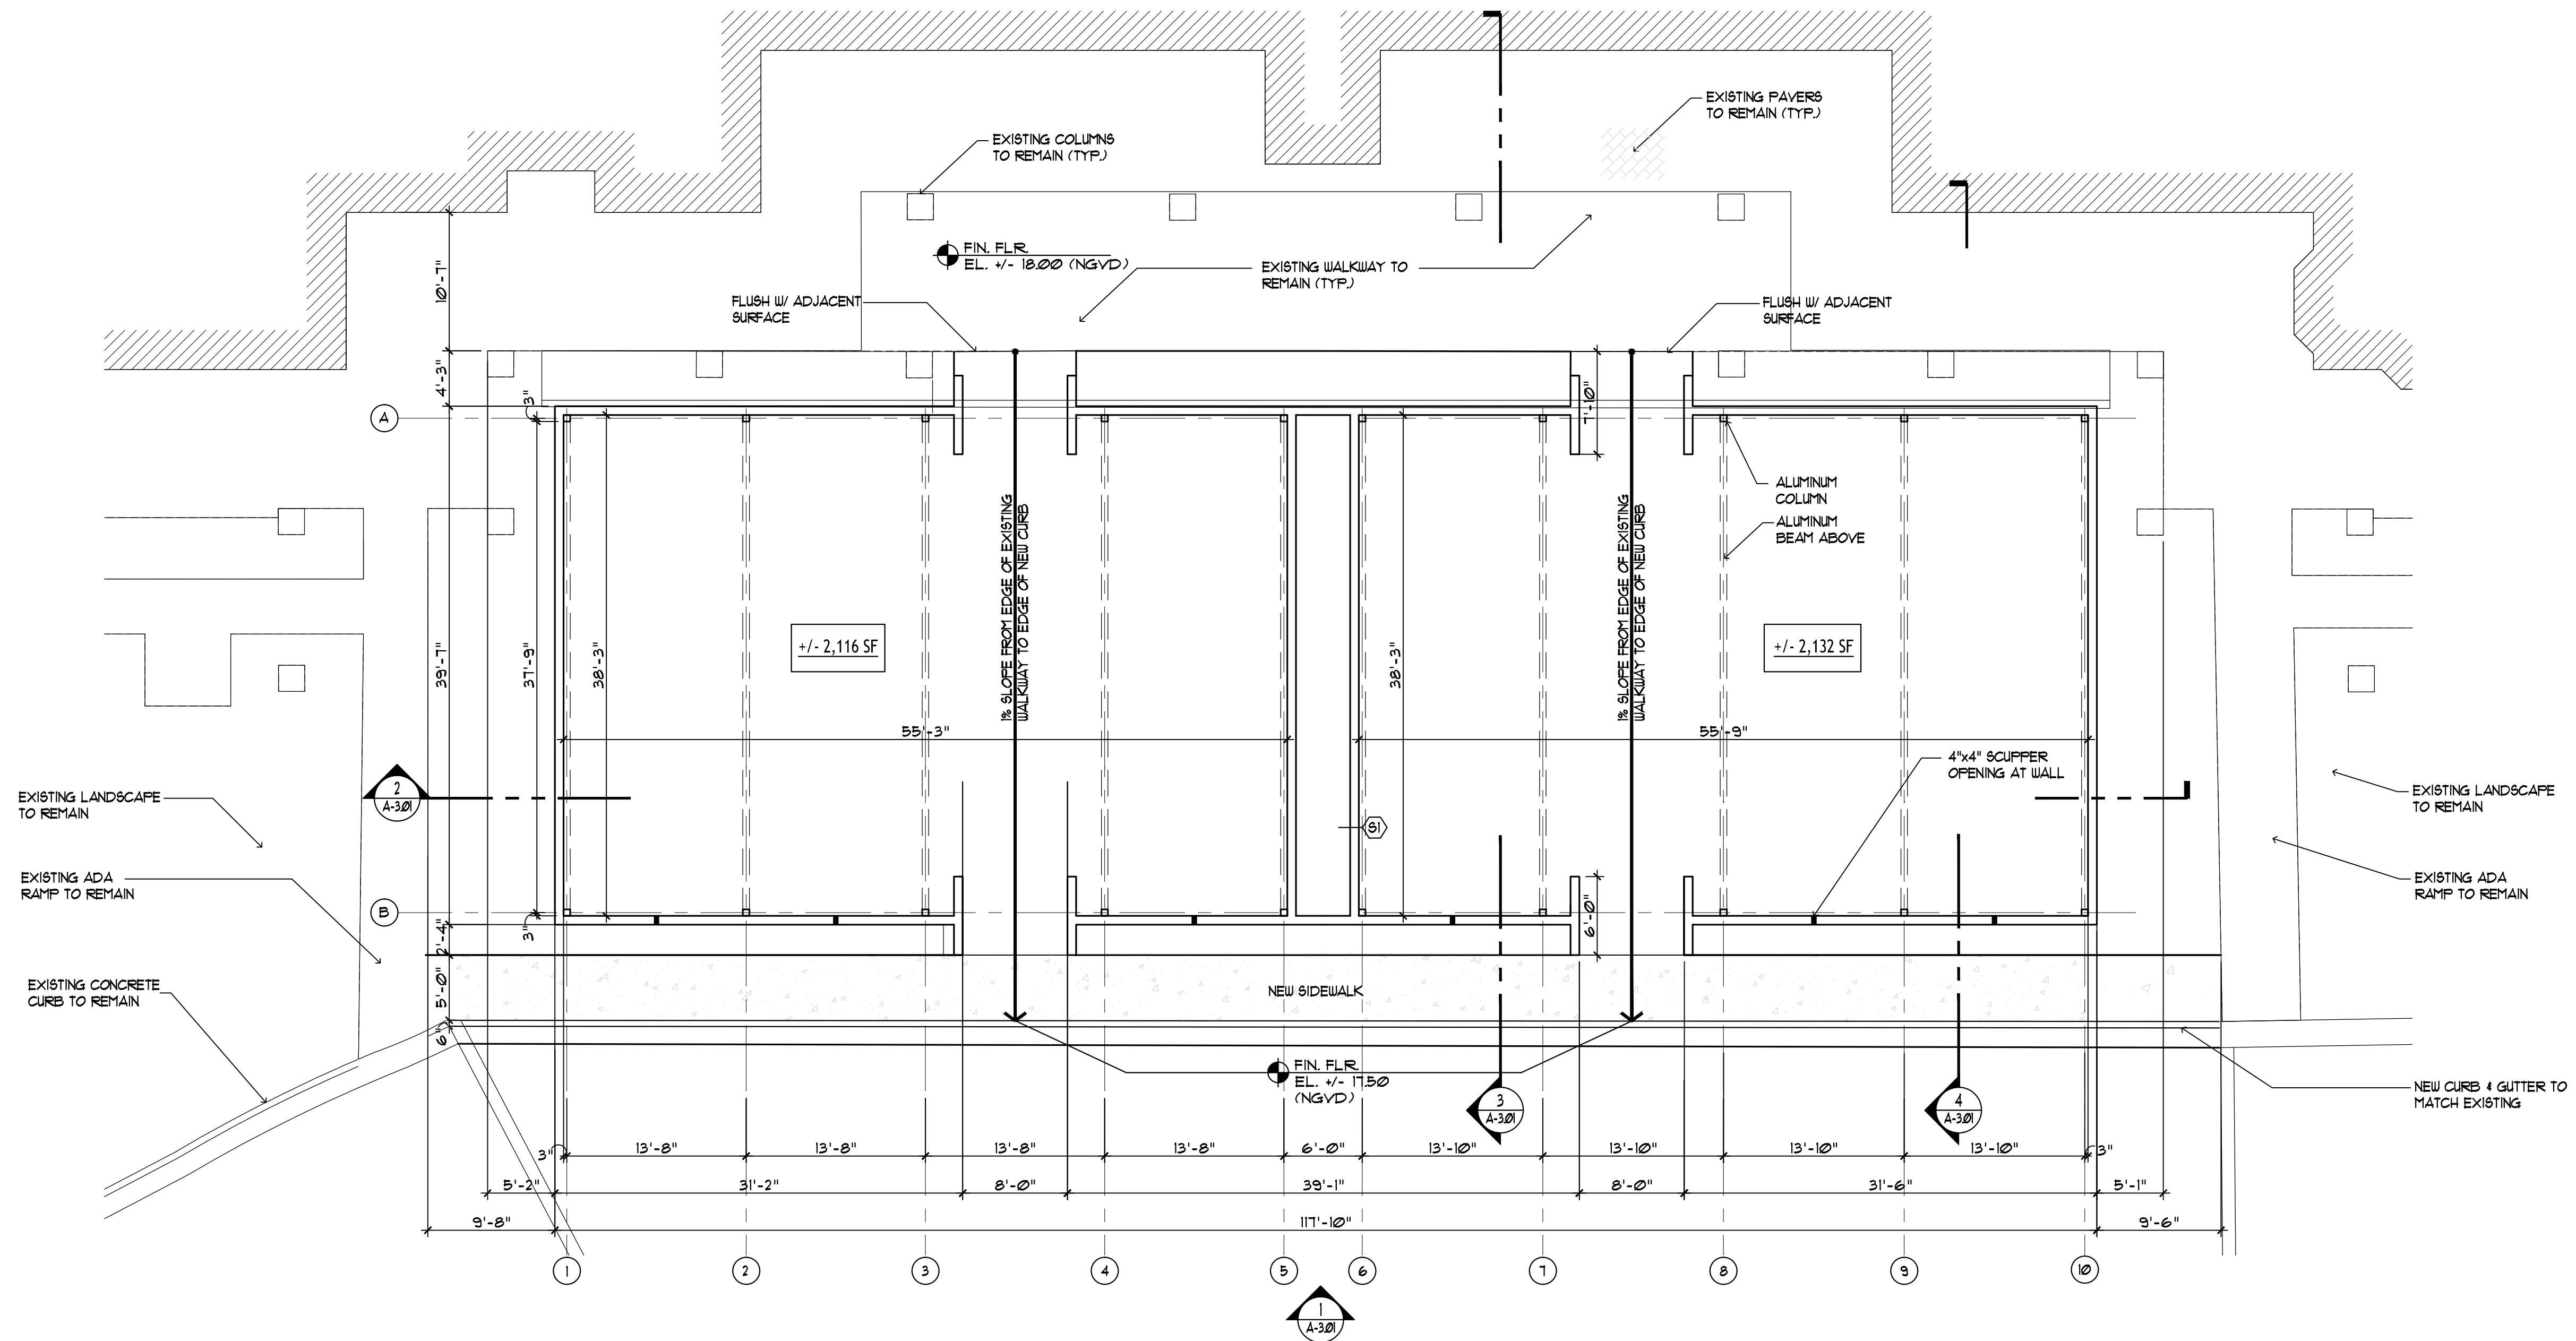 EXISTING PAVERS
TO REMAIN (TYP.)
EXISTING COLUMNS
TO REMAIN (TYP.)
FIN. FLR.
EL. +/- 18.00 (NGVD)
EXISTING WALKWAY TO
REMAIN (TYP.)
FLUSH W/ ADJACENT
SURFACE
FLUSH W/ ADJACENT
SURFACE
10'-7"
4'-3"
3"
7'-10"
A
ALUMINUM
COLUMN
ALUMINUM
BEAM ABOVE
1% SLOPE FROM EDGE OF EXISTING
WALKWAY TO EDGE OF NEW CURB
1% SLOPE FROM EDGE OF EXISTING
WALKWAY TO EDGE OF NEW CURB
39'-7"
37'-9"
38'-3"
+/- 2,116 SF
38'-3"
+/- 2,132 SF
55'-3"
55'-9"
4"x4" SCUPPER
OPENING AT WALL
2
A-3.01
EXISTING LANDSCAPE
TO REMAIN
EXISTING LANDSCAPE
TO REMAIN
S1
EXISTING ADA
RAMP TO REMAIN
EXISTING ADA
RAMP TO REMAIN
B
3"
2'-4"
6'-0"
5'-0"
6"
EXISTING CONCRETE
CURB TO REMAIN
NEW SIDEWALK
FIN. FLR.
EL. +/- 17.50
(NGVD)
NEW CURB & GUTTER TO
MATCH EXISTING
3
A-3.01
4
A-3.01
3" 13'-8" 13'-8" 13'-8" 13'-8" 6'-0" 13'-10" 13'-10" 13'-10" 13'-10" 3"
5'-2" 31'-2" 8'-0" 39'-1" 8'-0" 31'-6" 5'-1"
9'-8" 117'-10" 9'-6"
1 2 3 4 5 6 7 8 9 10
1
A-3.01